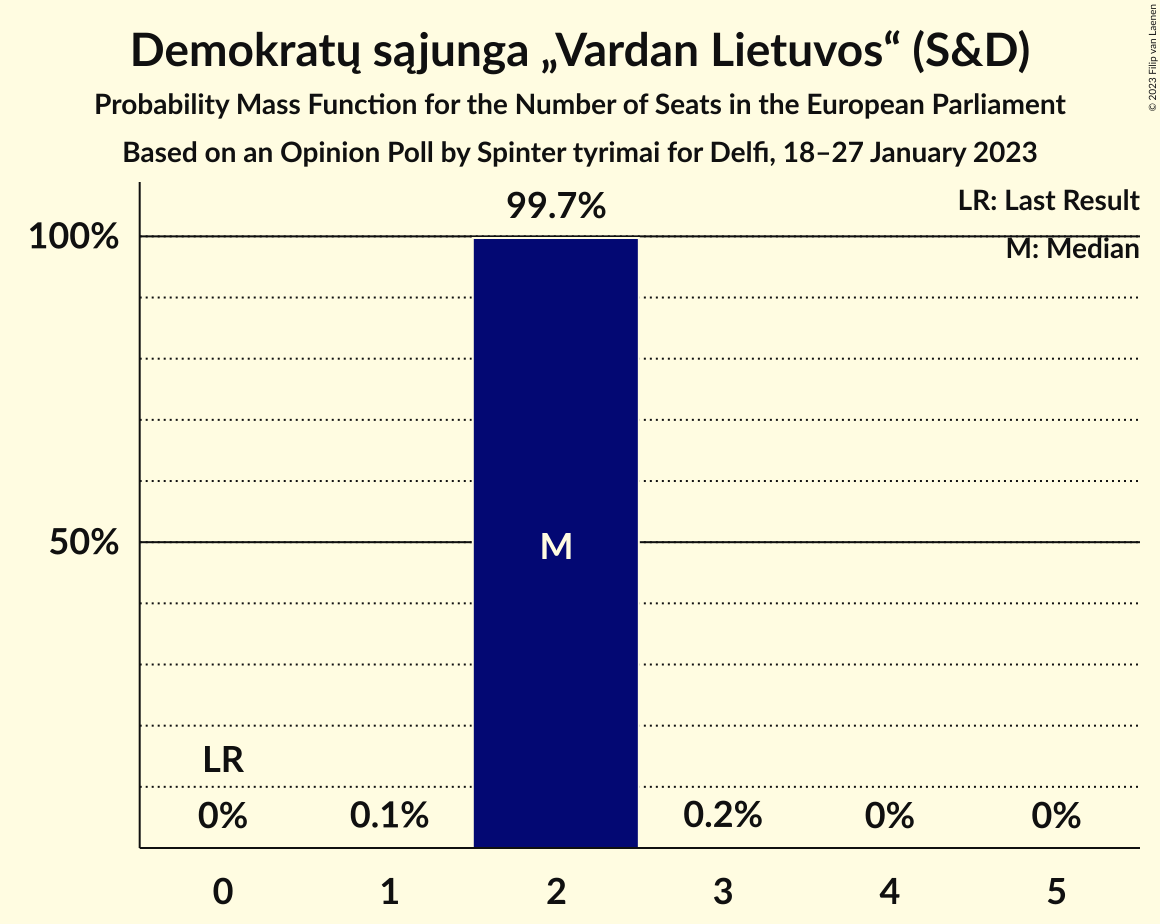 Demokratų sąjunga „Vardan Lietuvos“ (S&D)
Probability Mass Function for the Number of Seats in the European Parliament
Based on an Opinion Poll by Spinter tyrimai for Delfi, 18–27 January 2023
© 2023 Filip van Laenen
LR: Last Result
M: Median
99.7%
100%
50%
M
LR
0% 0.1% 0.2% 0% 0%
0 1 2 3 4 5